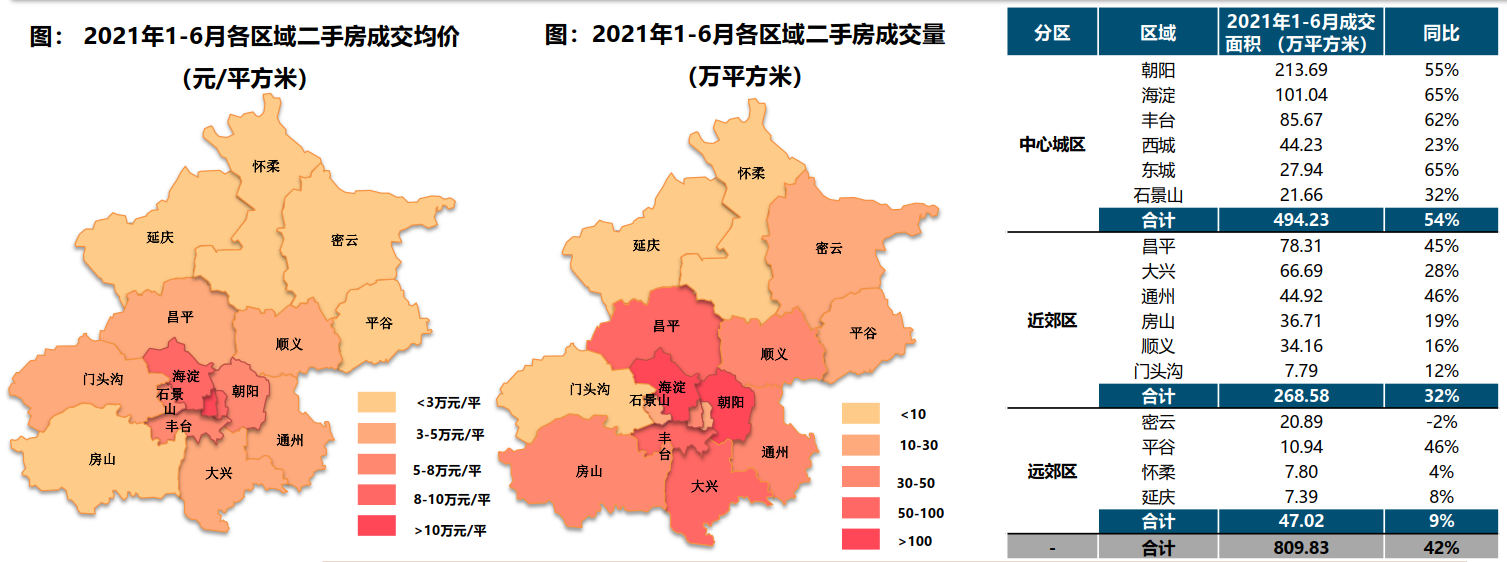 图： 2021年1-6月各区域二手房成交均价
（元/平方米）
怀柔
延庆
密云
昌平
顺义
平谷
门头沟
海淀
石景
山
朝阳
丰台
通州
房山
大兴
<3万元/平
3-5万元/平
5-8万元/平
8-10万元/平
>10万元/平
图：2021年1-6月各区域二手房成交量
（万平方米）
怀柔
延庆
密云
昌平
顺义
平谷
门头沟
海淀
石景
山
朝阳
丰
台
通州
房山
大兴
<10
10-30
30-50
50-100
>100
分区 区域 2021年1-6月成交
面积 （万平方米） 同比
中心城区
朝阳 213.69 55%
海淀 101.04 65%
丰台 85.67 62%
西城 44.23 23%
东城 27.94 65%
石景山 21.66 32%
合计 494.23 54%
近郊区
昌平 78.31 45%
大兴 66.69 28%
通州 44.92 46%
房山 36.71 19%
顺义 34.16 16%
门头沟 7.79 12%
合计 268.58 32%
远郊区
密云 20.89 -2%
平谷 10.94 46%
怀柔 7.80 4%
延庆 7.39 8%
合计 47.02 9%
- 合计 809.83 42%